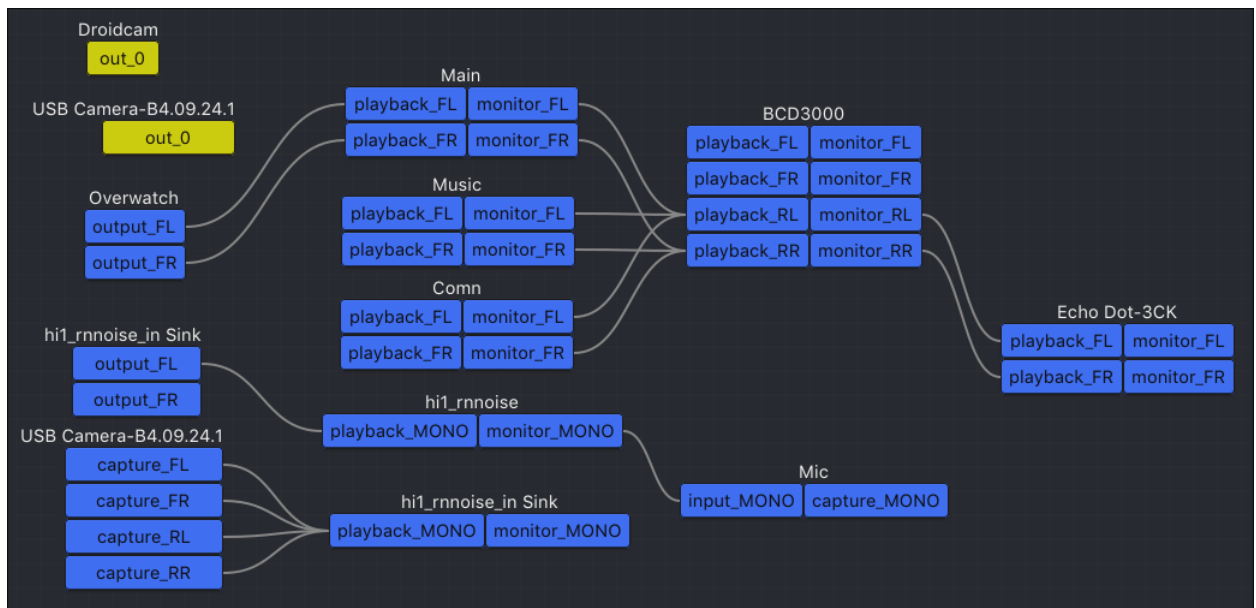 Droidcam
out_0
USB Camera-B4.09.24.1
out_0
Overwatch
output_FL
output_FR
hi1_rnnoise_in Sink
output_FL
output_FR
USB Camera-B4.09.24.1
capture_FL
capture_FR
capture_RL
capture_RR
Main
playback_FL monitor_FL
playback_FR monitor_FR
Music
playback_FL monitor_FL
playback_FR monitor_FR
Comn
playback_FL monitor_FL
playback_FR monitor_FR
hi1_rnnoise
playback_MONO monitor_MONO
hi1_rnnoise_in Sink
playback_MONO monitor_MONO
BCD3000
playback_FL monitor_FL
playback_FR monitor_FR
playback_RL monitor_RL
playback_RR monitor_RR
Mic
input_MONO capture_MONO
Echo Dot-3CK
playback_FL monitor_FL
playback_FR monitor_FR